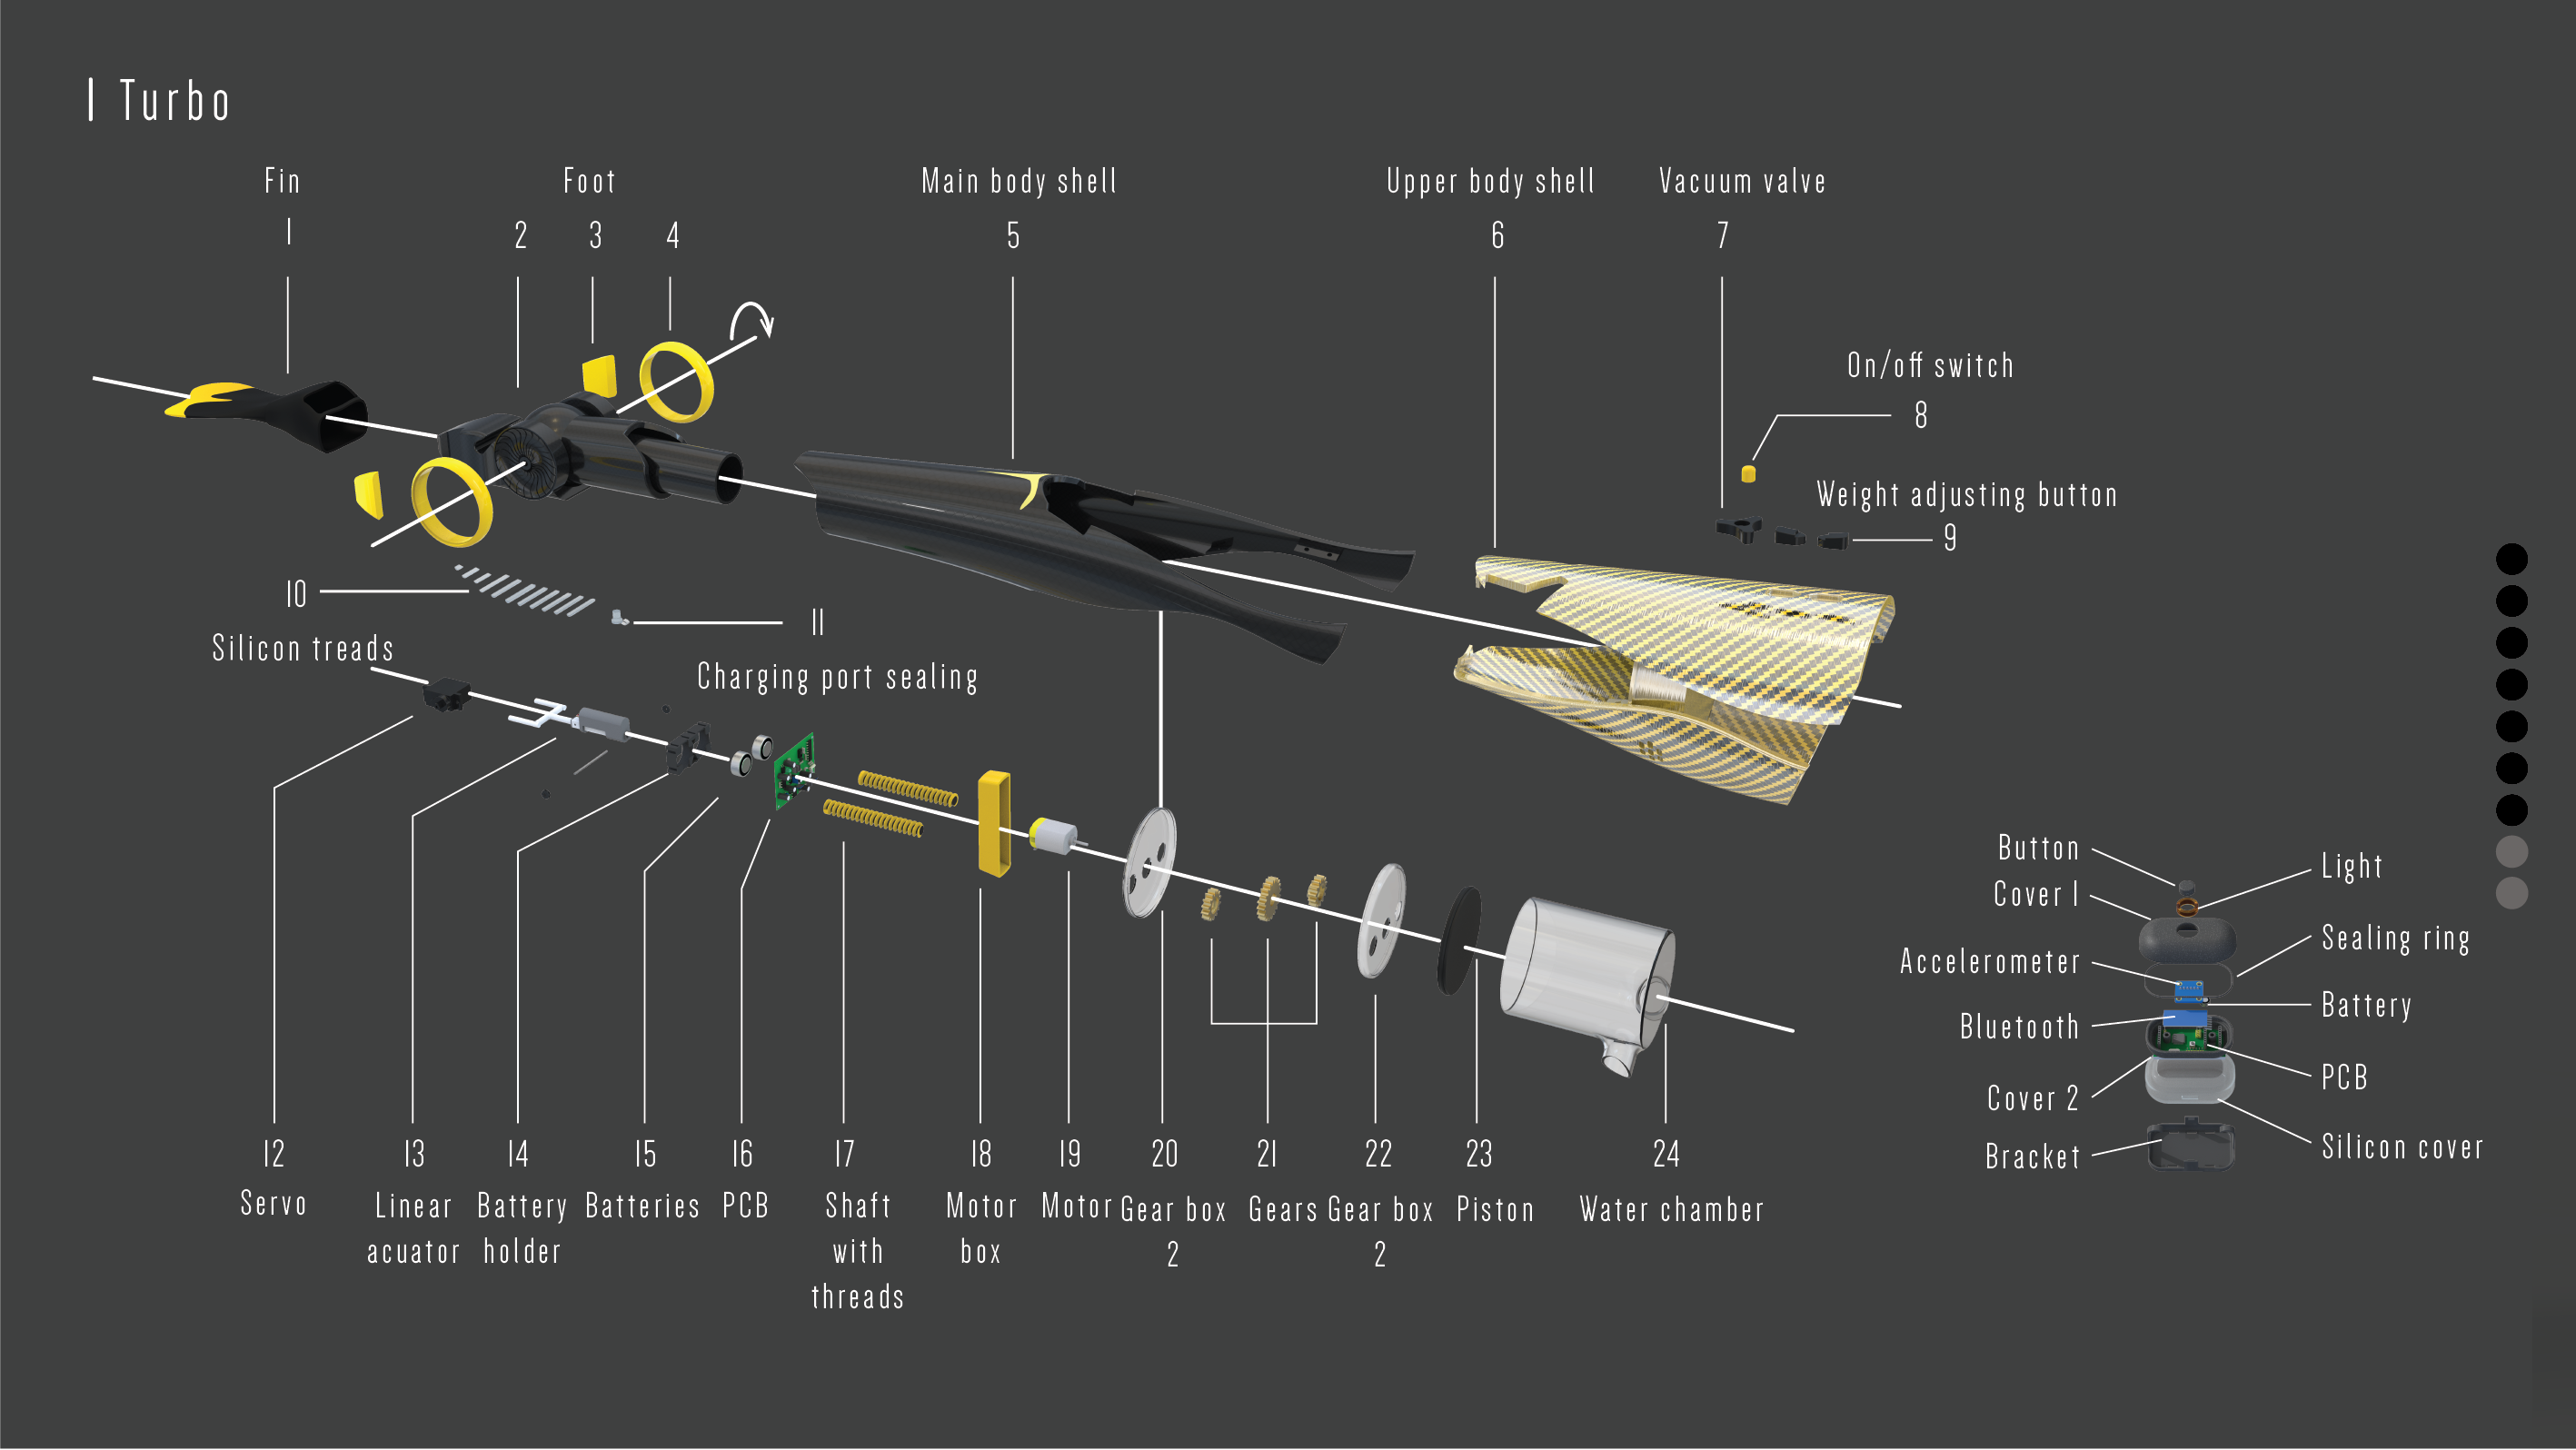 Turbo
Fin
Foot
Main body shell
Upper body shell
Vacuum valve
1
2
3
4
5
6
7
On/off switch
8
Weight adjusting button
9
10
Silicon treads
11
Charging port sealing
Button
Cover 1
Accelerometer
Bluetooth
Cover 2
Bracket
Light
Sealing ring
Battery
PCB
Silicon cover
12
13
14
15
16
17
18
19
20
21
22
23
24
Servo
Linear
acuator
Battery
holder
Batteries
PCB
Shaft
with
threads
Motor
box
Motor
Gear box
2
Gears
Gear box
2
Piston
Water chamber